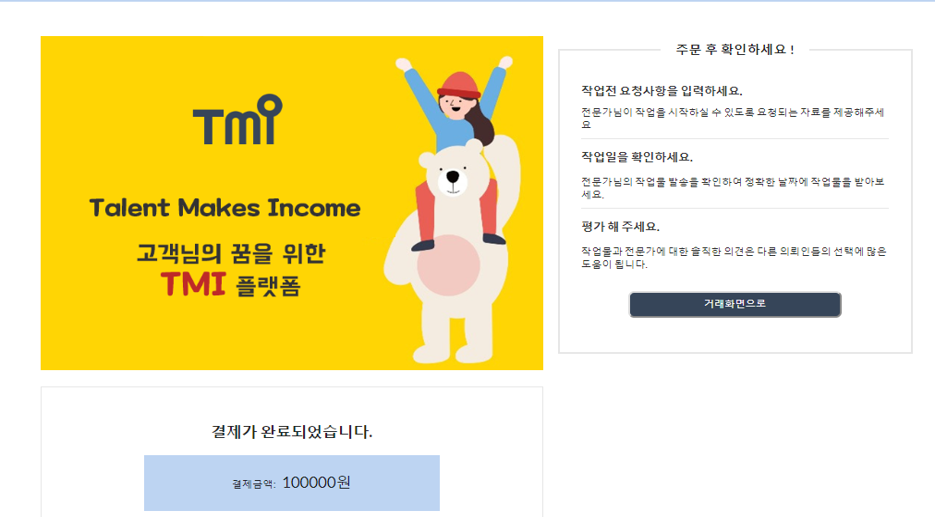 TMI
Talent Makes Income
고객님의 꿈을 위한
TMI 플랫폼
결제가 완료되었습니다.
결제금액: 100000원
주문 후 확인하세요 !
작업전 요청사항을 입력하세요.
전문가님이 작업을 시작하실 수 있도록 요청되는 자료를 제공해주세
요
작업일을 확인하세요.
전문가님의 작업물 발송을 확인하여 정확한 날짜에 작업물을 받아보
세요.
평가 해 주세요.
작업물과 전문가에 대한 솔직한 의견은 다른 의뢰인들의 선택에 많은
도움이 됩니다.
거래화면으로